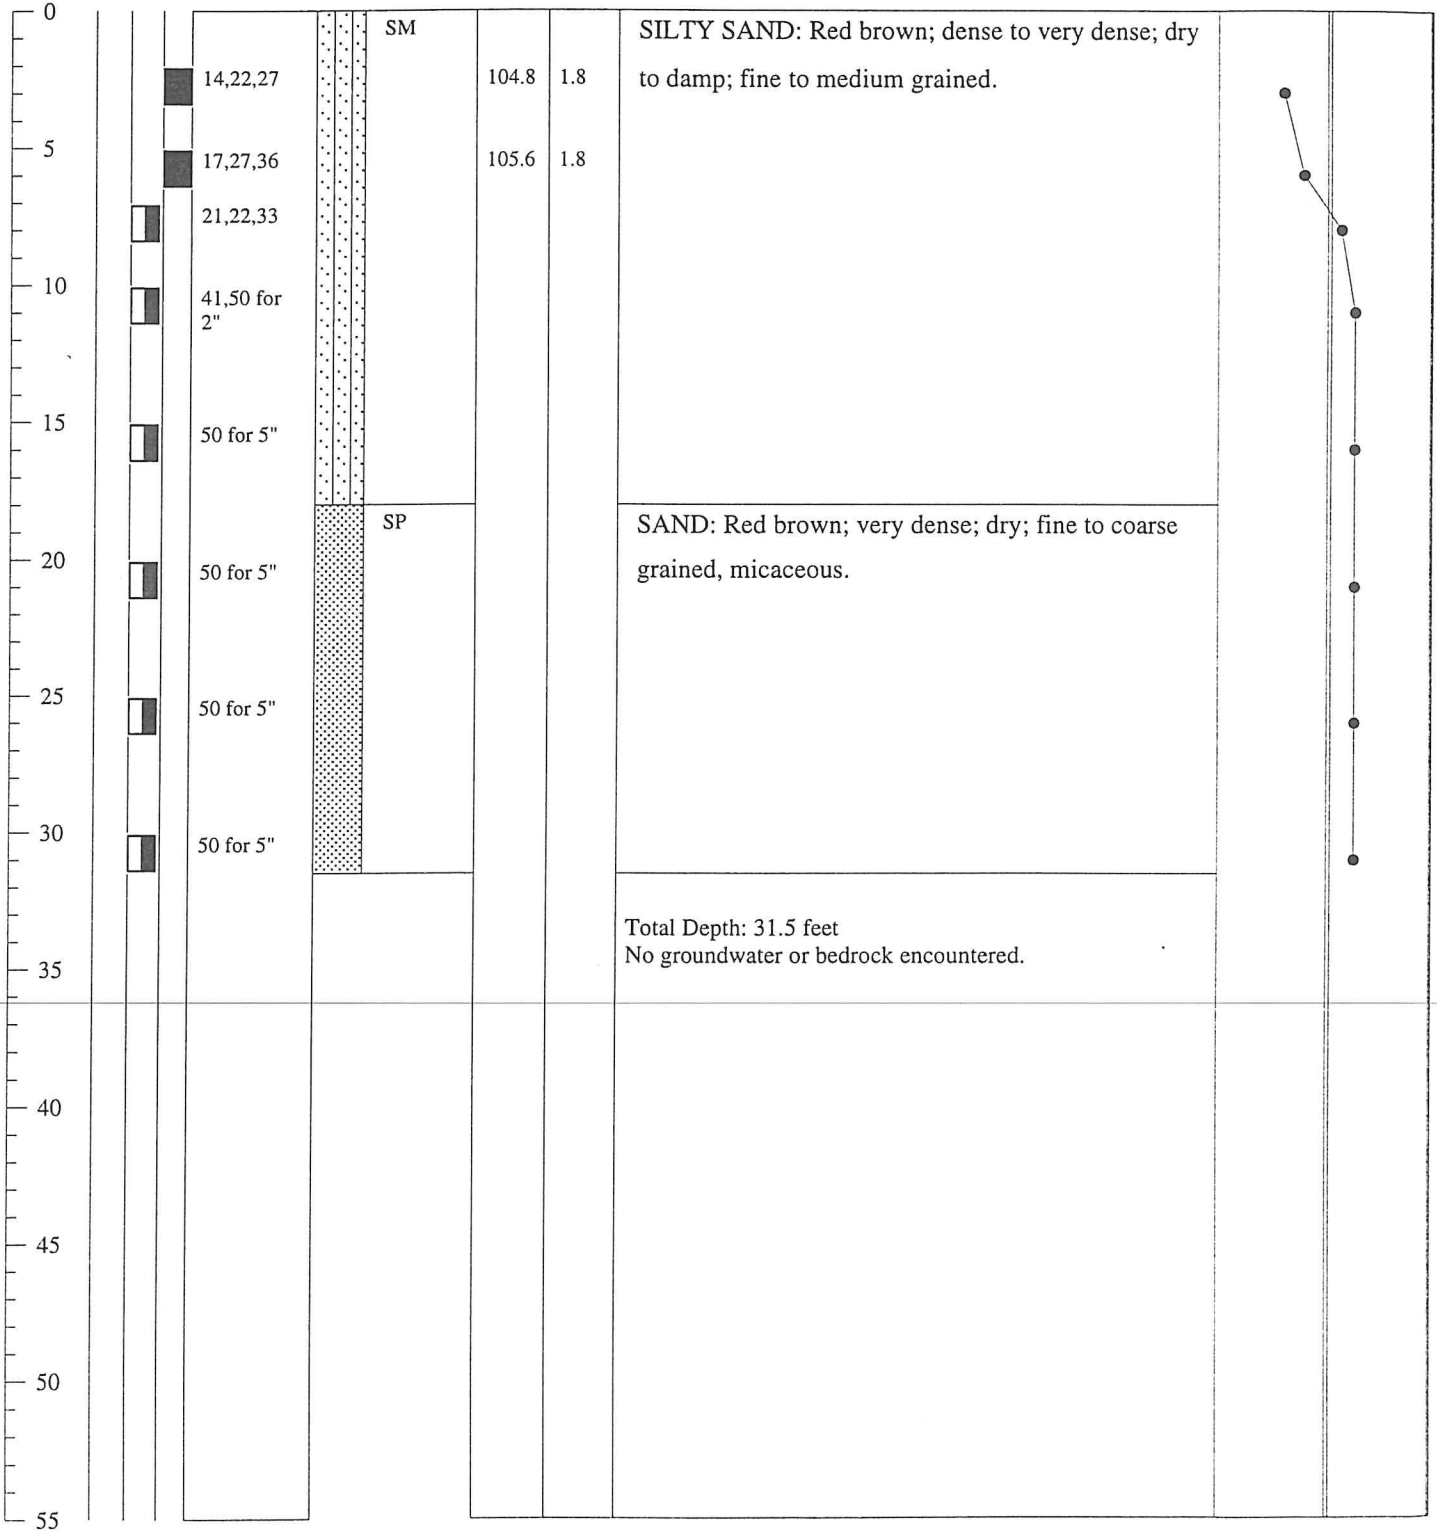 0
SM
SILTY SAND: Red brown; dense to very dense; dry
14,22,27
104.8
1.8
to damp; fine to medium grained.
5
17,27,36
105.6
1.8
21,22,33
10
41,50 for
2"
15
50 for 5"
SP
SAND: Red brown; very dense; dry; fine to coarse
20
50 for 5"
grained, micaceous.
25
50 for 5"
30
50 for 5"
Total Depth: 31.5 feet
No groundwater or bedrock encountered.
35
40
45
50
55